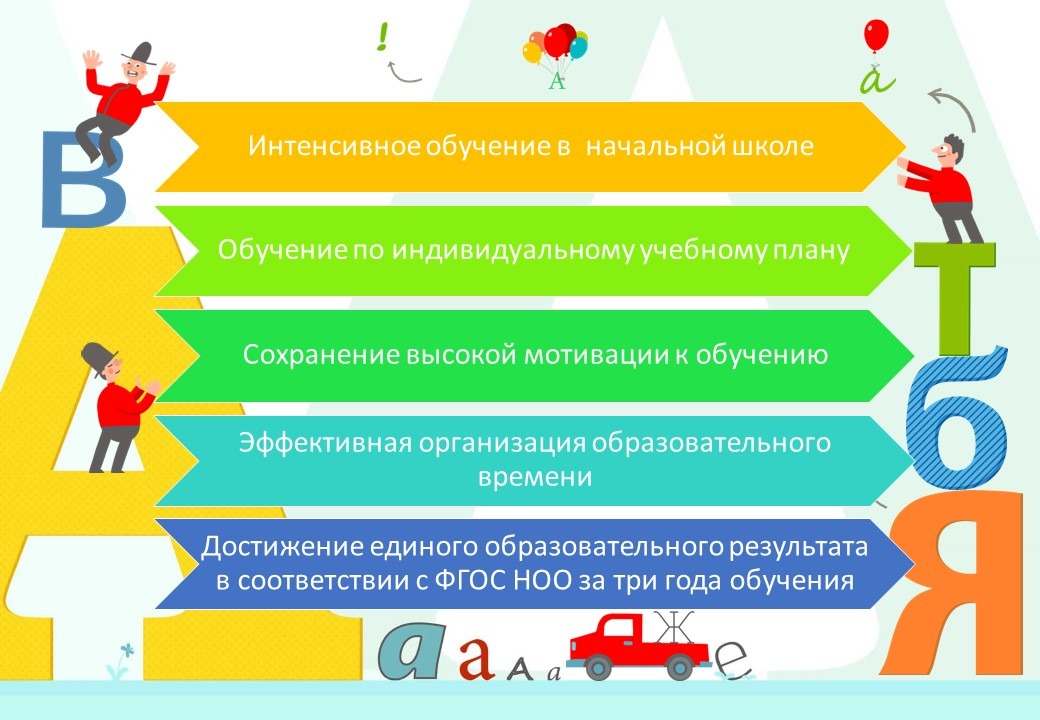 !
А
а
В
Интенсивное обучение в начальной школе
Обучение по индивидуальному учебному плану
Сохранение высокой мотивации к обучению
Эффективная организация образовательного
времени
Достижение единого образовательного результата
в соответствии с ФГОС НОО за три года обучения
т
б
Я
А
а а А а Ж е